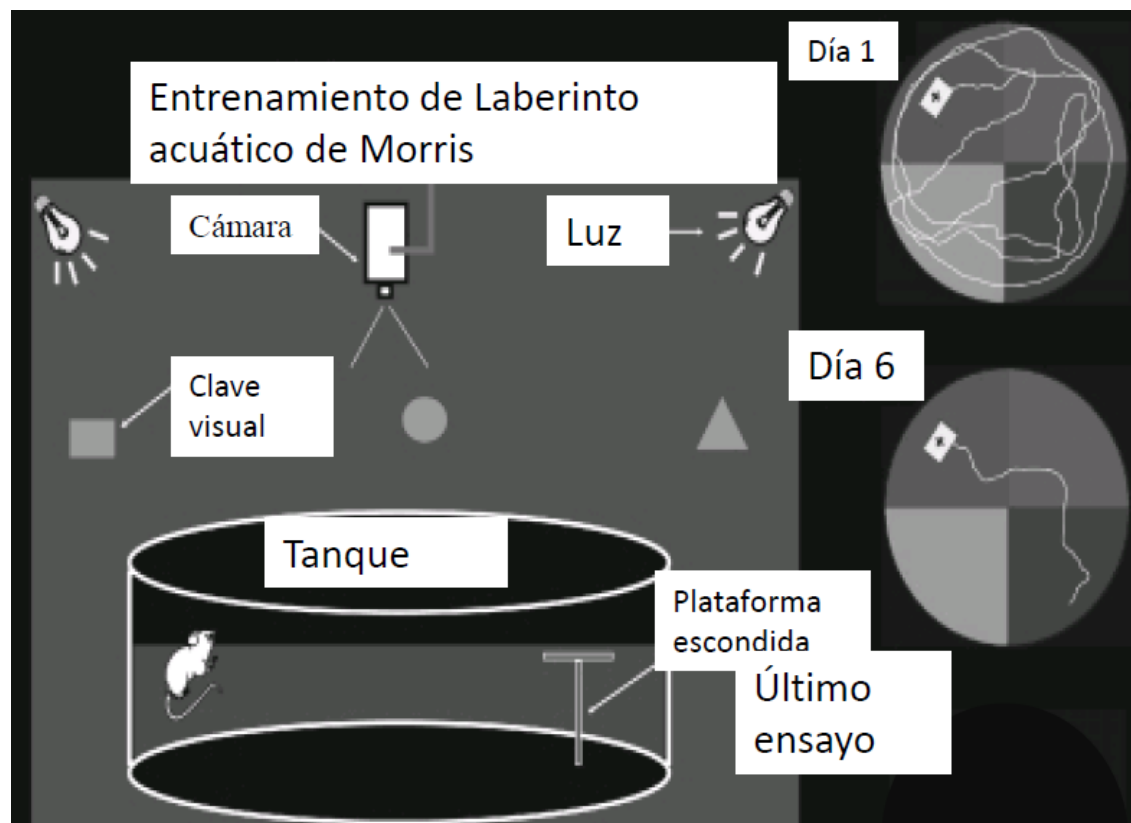 Día 1
Entrenamiento de Laberinto
acuático de Morris
Cámara
Luz
Día 6
Clave
visual
Tanque
Plataforma
escondida
Último
ensayo